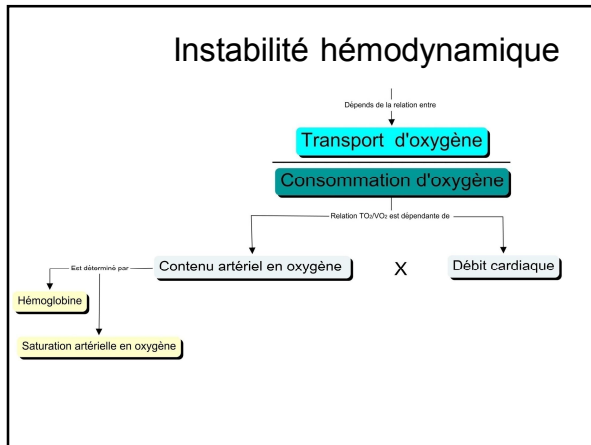 Instabilité hémodynamique
Dépends de la relation entre
Transport d'oxygène
Consommation d'oxygène
Relation TO₂/VO₂ est dépendante de
Contenu artériel en oxygène X Débit cardiaque
Est déterminé par
Hémoglobine
Saturation artérielle en oxygène